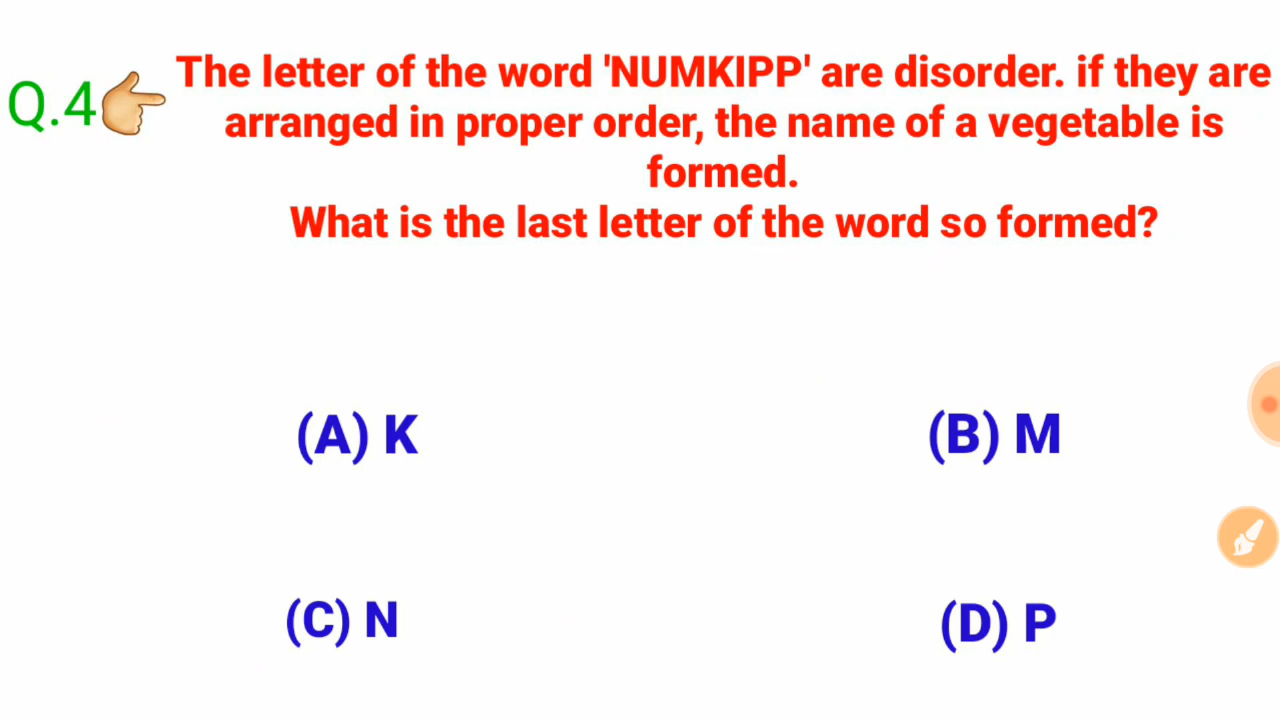 Q.4
The letter of the word 'NUMKIPP' are disorder. if they are
arranged in proper order, the name of a vegetable is
formed.
What is the last letter of the word so formed?
(A) K
(B) M
(C) N
(D) P